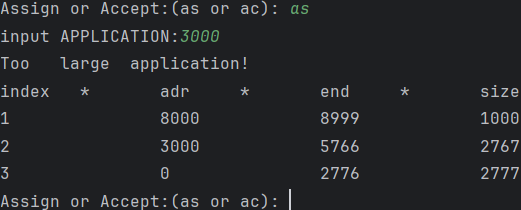 Assign or Accept:(as or ac): as
input APPLICATION:3000
Too large application!
index * adr * end * size
1 8000 8999 1000
2 3000 5766 2767
3 0 2776 2777
Assign or Accept:(as or ac):